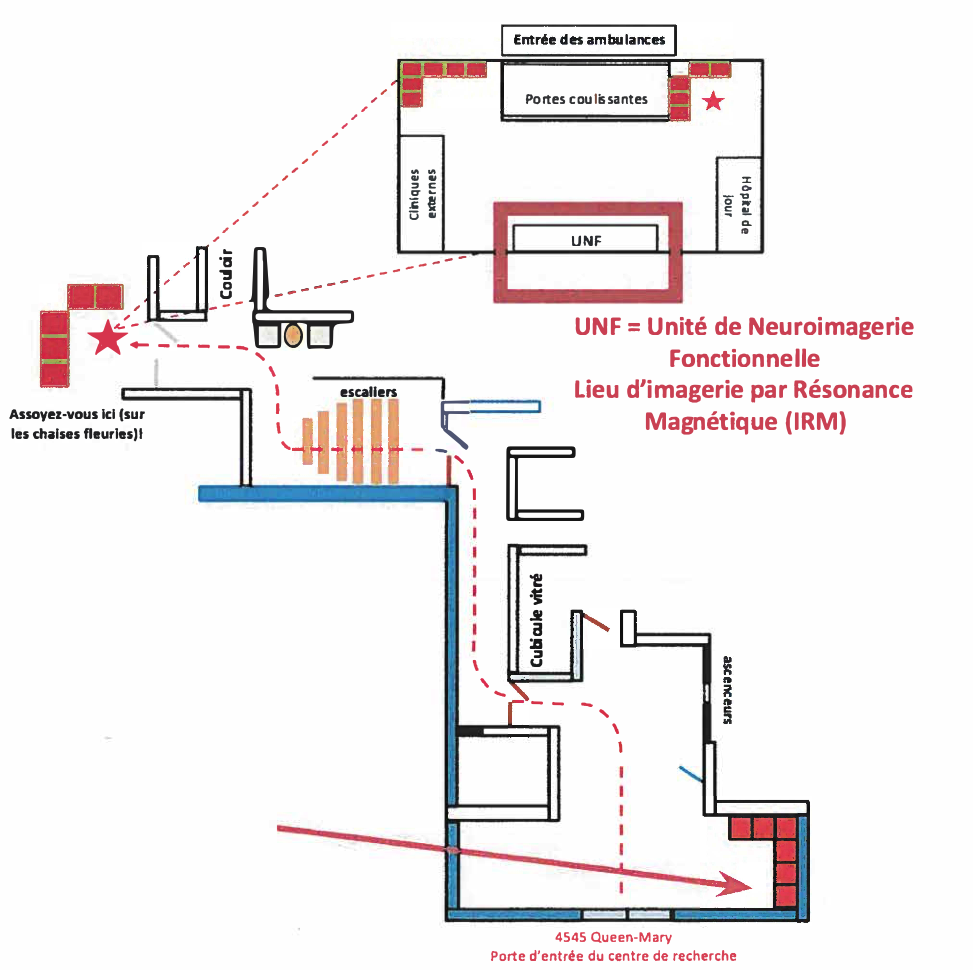 Entrée des ambulances
Portes coulissantes
Cliniques
externes
Hôpital de
jour
UNF
Couloir
UNF = Unité de Neuroimagerie
Fonctionnelle
Lieu d'imagerie par Résonance
Magnétique (IRM)
escaliers
Assoyez-vous ici (sur
les chaises fleuries)!
Cubicule vitré
ascenceurs
4545 Queen-Mary
Porte d'entrée du centre de recherche